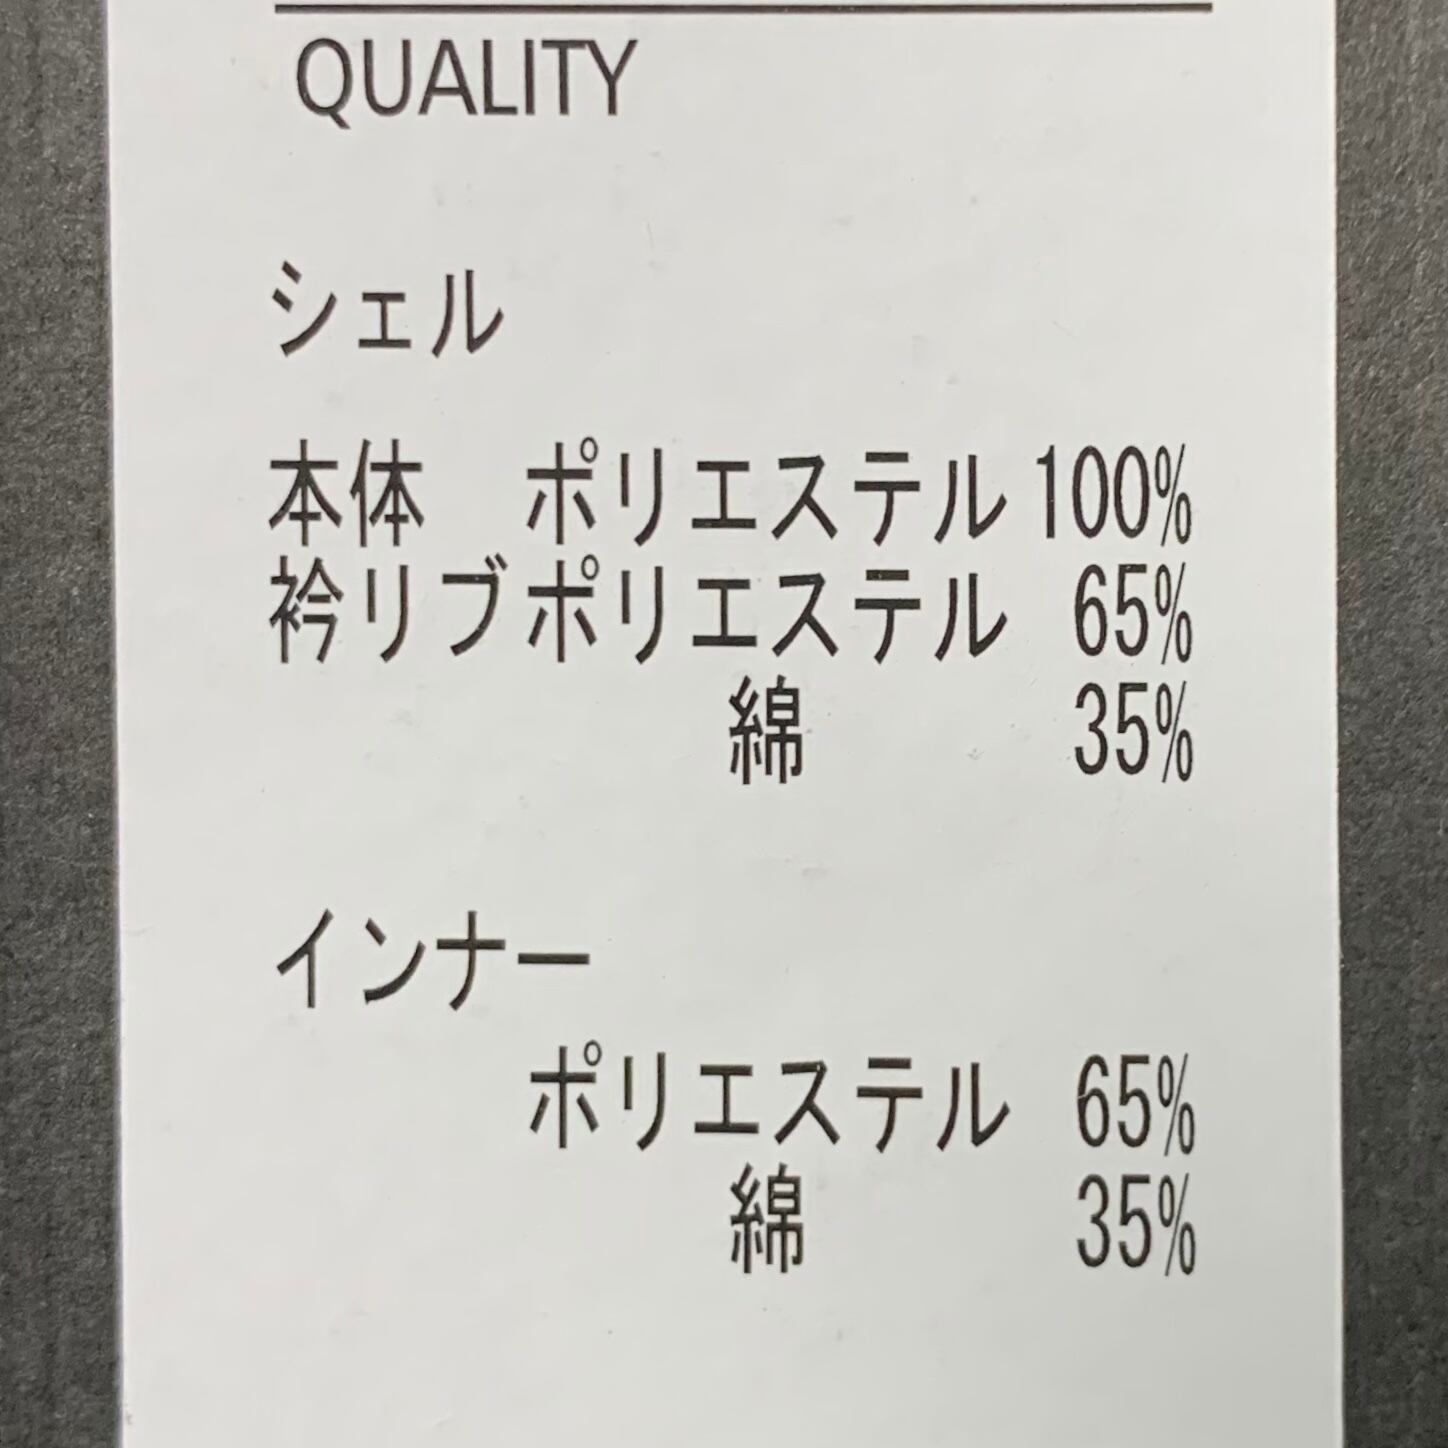 QUALITY
シェル
本体　ポリエステル 100%
衿リブポリエステル 65%
綿 35%
インナー
ポリエステル 65%
綿 35%